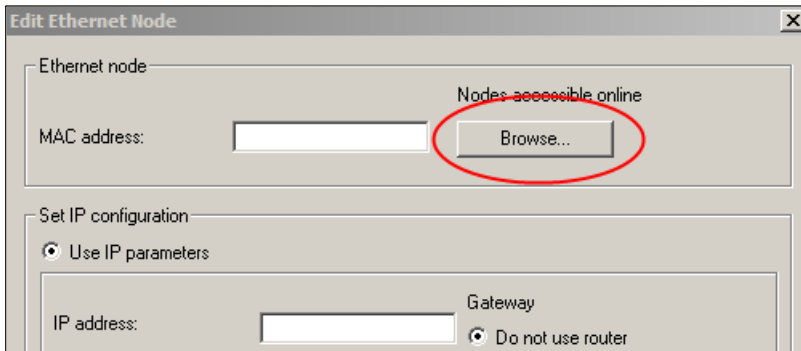 Edit Ethernet Node
Ethernet node
Nodes accessible online
MAC address:
Browse...
Set IP configuration
Use IP parameters
Gateway
IP address:
Do not use router